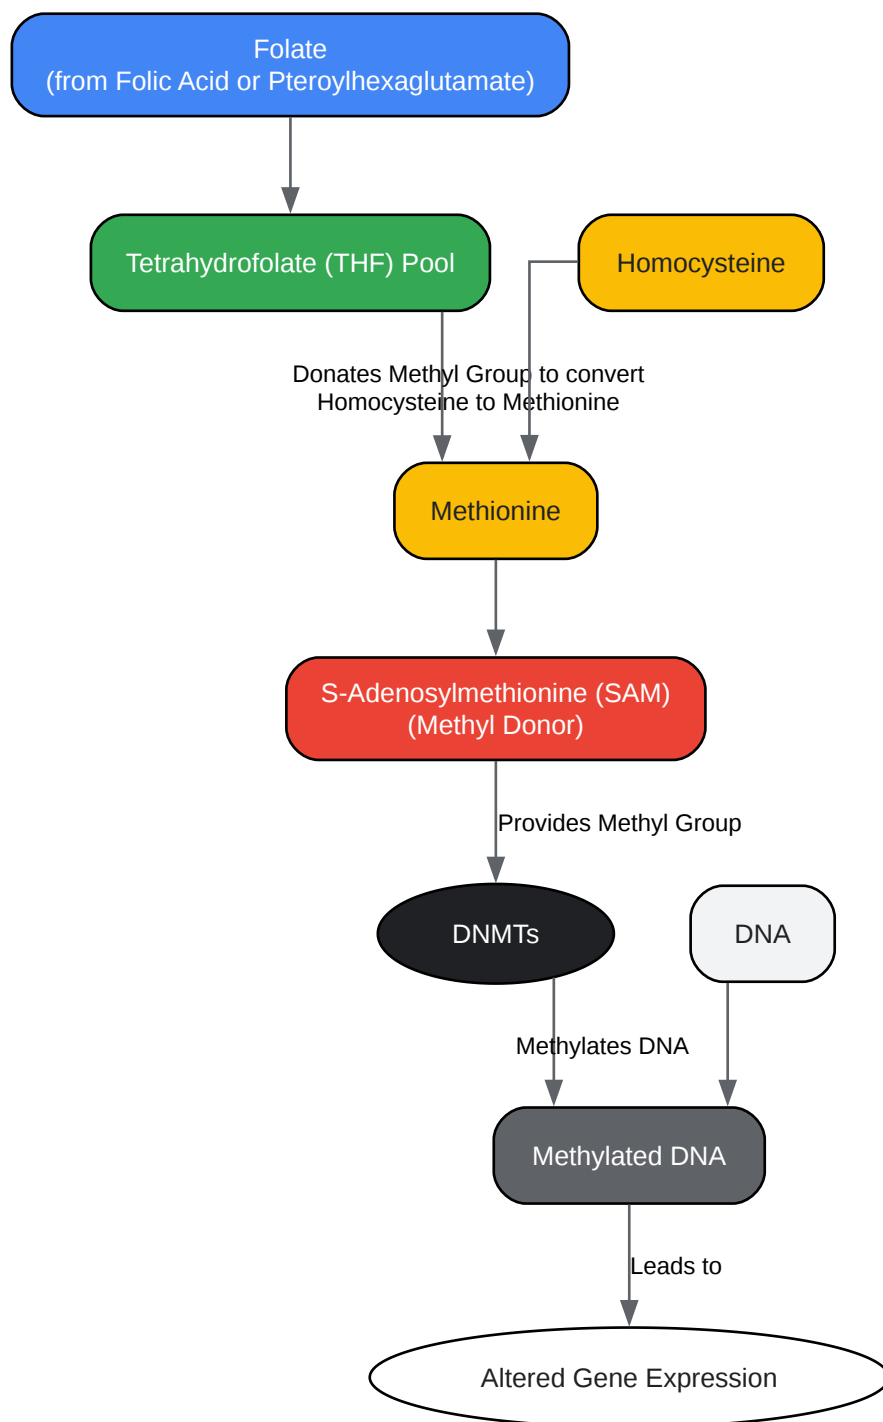 Folate
(from Folic Acid or Pteroylhexaglutamate)
Tetrahydrofolate (THF) Pool
Homocysteine
Donates Methyl Group to convert
Homocysteine to Methionine
Methionine
S-Adenosylmethionine (SAM)
(Methyl Donor)
Provides Methyl Group
DNMTs
DNA
Methylates DNA
Methylated DNA
Leads to
Altered Gene Expression